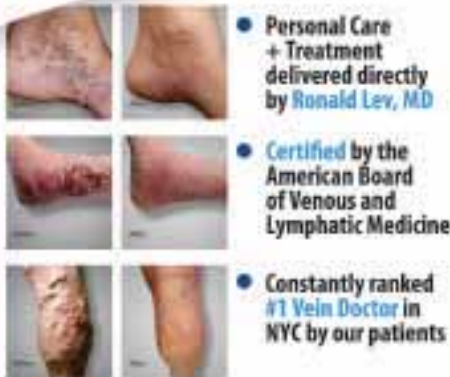 Personal Care
+ Treatment
delivered directly
by Ronald Lev, MD
Certified by the
American Board
of Venous and
Lymphatic Medicine
Constantly ranked
#1 Vein Doctor in
NYC by our patients